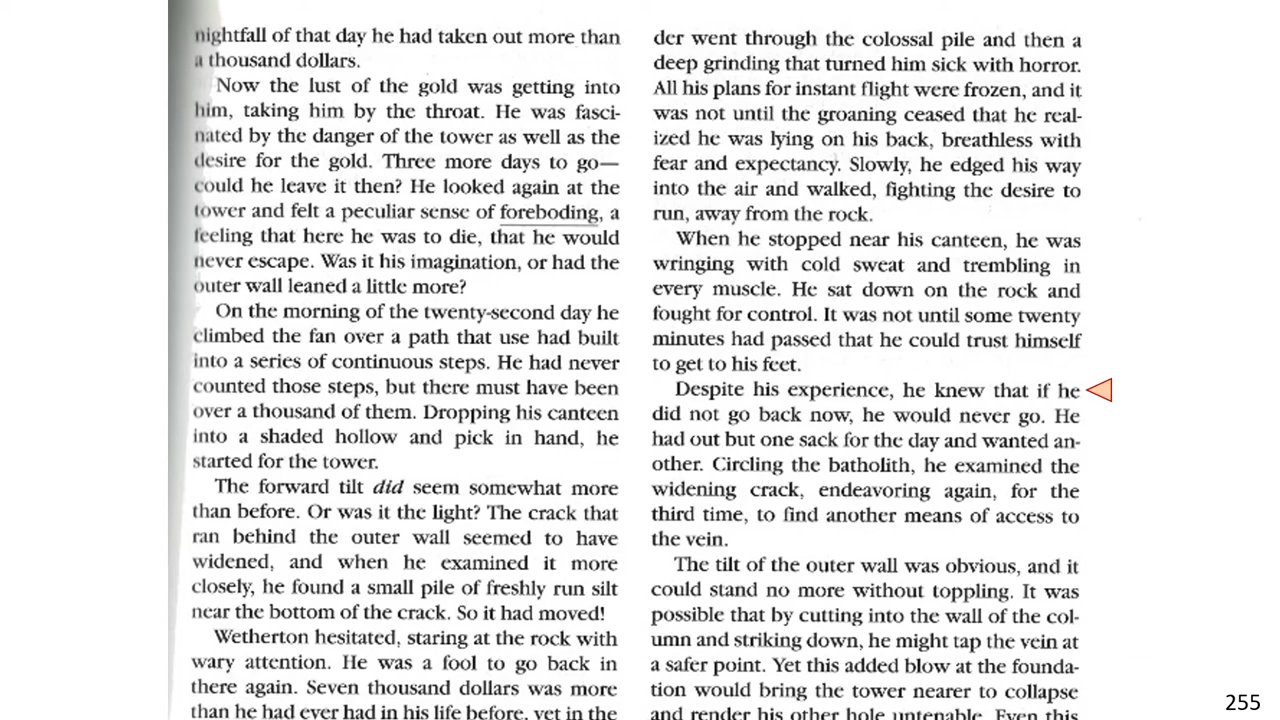 nightfall of that day he had taken out more than
a thousand dollars.
Now the lust of the gold was getting into
him, taking him by the throat. He was fasci-
nated by the danger of the tower as well as the
desire for the gold. Three more days to go—
could he leave it then? He looked again at the
tower and felt a peculiar sense of foreboding, a
feeling that here he was to die, that he would
never escape. Was it his imagination, or had the
outer wall leaned a little more?
On the morning of the twenty-second day he
climbed the fan over a path that use had built
into a series of continuous steps. He had never
counted those steps, but there must have been
over a thousand of them. Dropping his canteen
into a shaded hollow and pick in hand, he
started for the tower.
The forward tilt did seem somewhat more
than before. Or was it the light? The crack that
ran behind the outer wall seemed to have
widened, and when he examined it more
closely, he found a small pile of freshly run silt
near the bottom of the crack. So it had moved!
Wetherton hesitated, staring at the rock with
wary attention. He was a fool to go back in
there again. Seven thousand dollars was more
than he had ever had in his life before, yet in the
der went through the colossal pile and then a
deep grinding that turned him sick with horror.
All his plans for instant flight were frozen, and it
was not until the groaning ceased that he real-
ized he was lying on his back, breathless with
fear and expectancy. Slowly, he edged his way
into the air and walked, fighting the desire to
run, away from the rock.
When he stopped near his canteen, he was
wringing with cold sweat and trembling in
every muscle. He sat down on the rock and
fought for control. It was not until some twenty
minutes had passed that he could trust himself
to get to his feet.
Despite his experience, he knew that if he
did not go back now, he would never go. He
had out but one sack for the day and wanted an-
other. Circling the batholith, he examined the
widening crack, endeavoring again, for the
third time, to find another means of access to
the vein.
The tilt of the outer wall was obvious, and it
could stand no more without toppling. It was
possible that by cutting into the wall of the col-
umn and striking down, he might tap the vein at
a safer point. Yet this added blow at the founda-
tion would bring the tower nearer to collapse
and render his other hole untenable. Even this
255